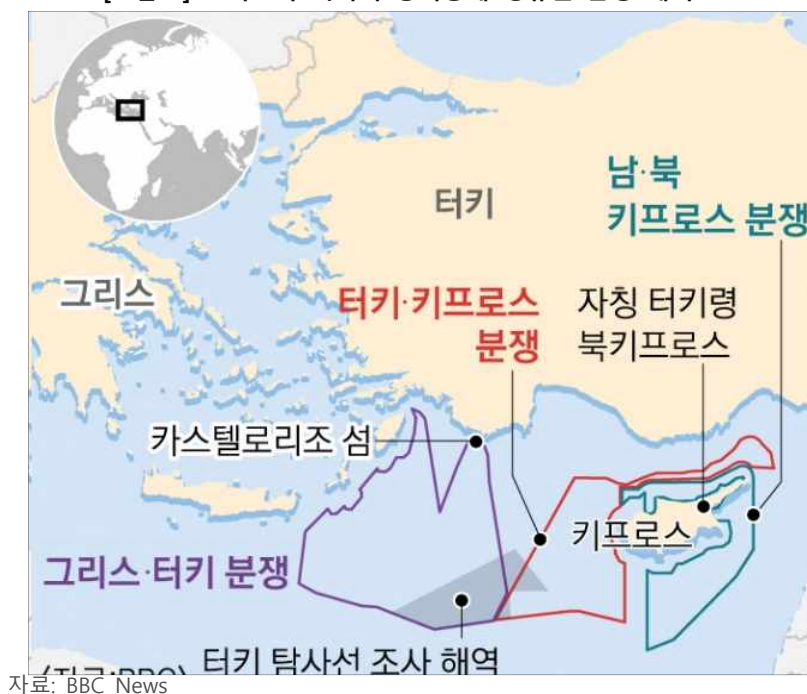 남·북
키프로스 분쟁
터키
그리스
터키·키프로스
분쟁
자칭 터키령
북키프로스
카스텔로리조 섬
키프로스
그리스·터키 분쟁
터키 탐사선 조사 해역
자료: BBC News